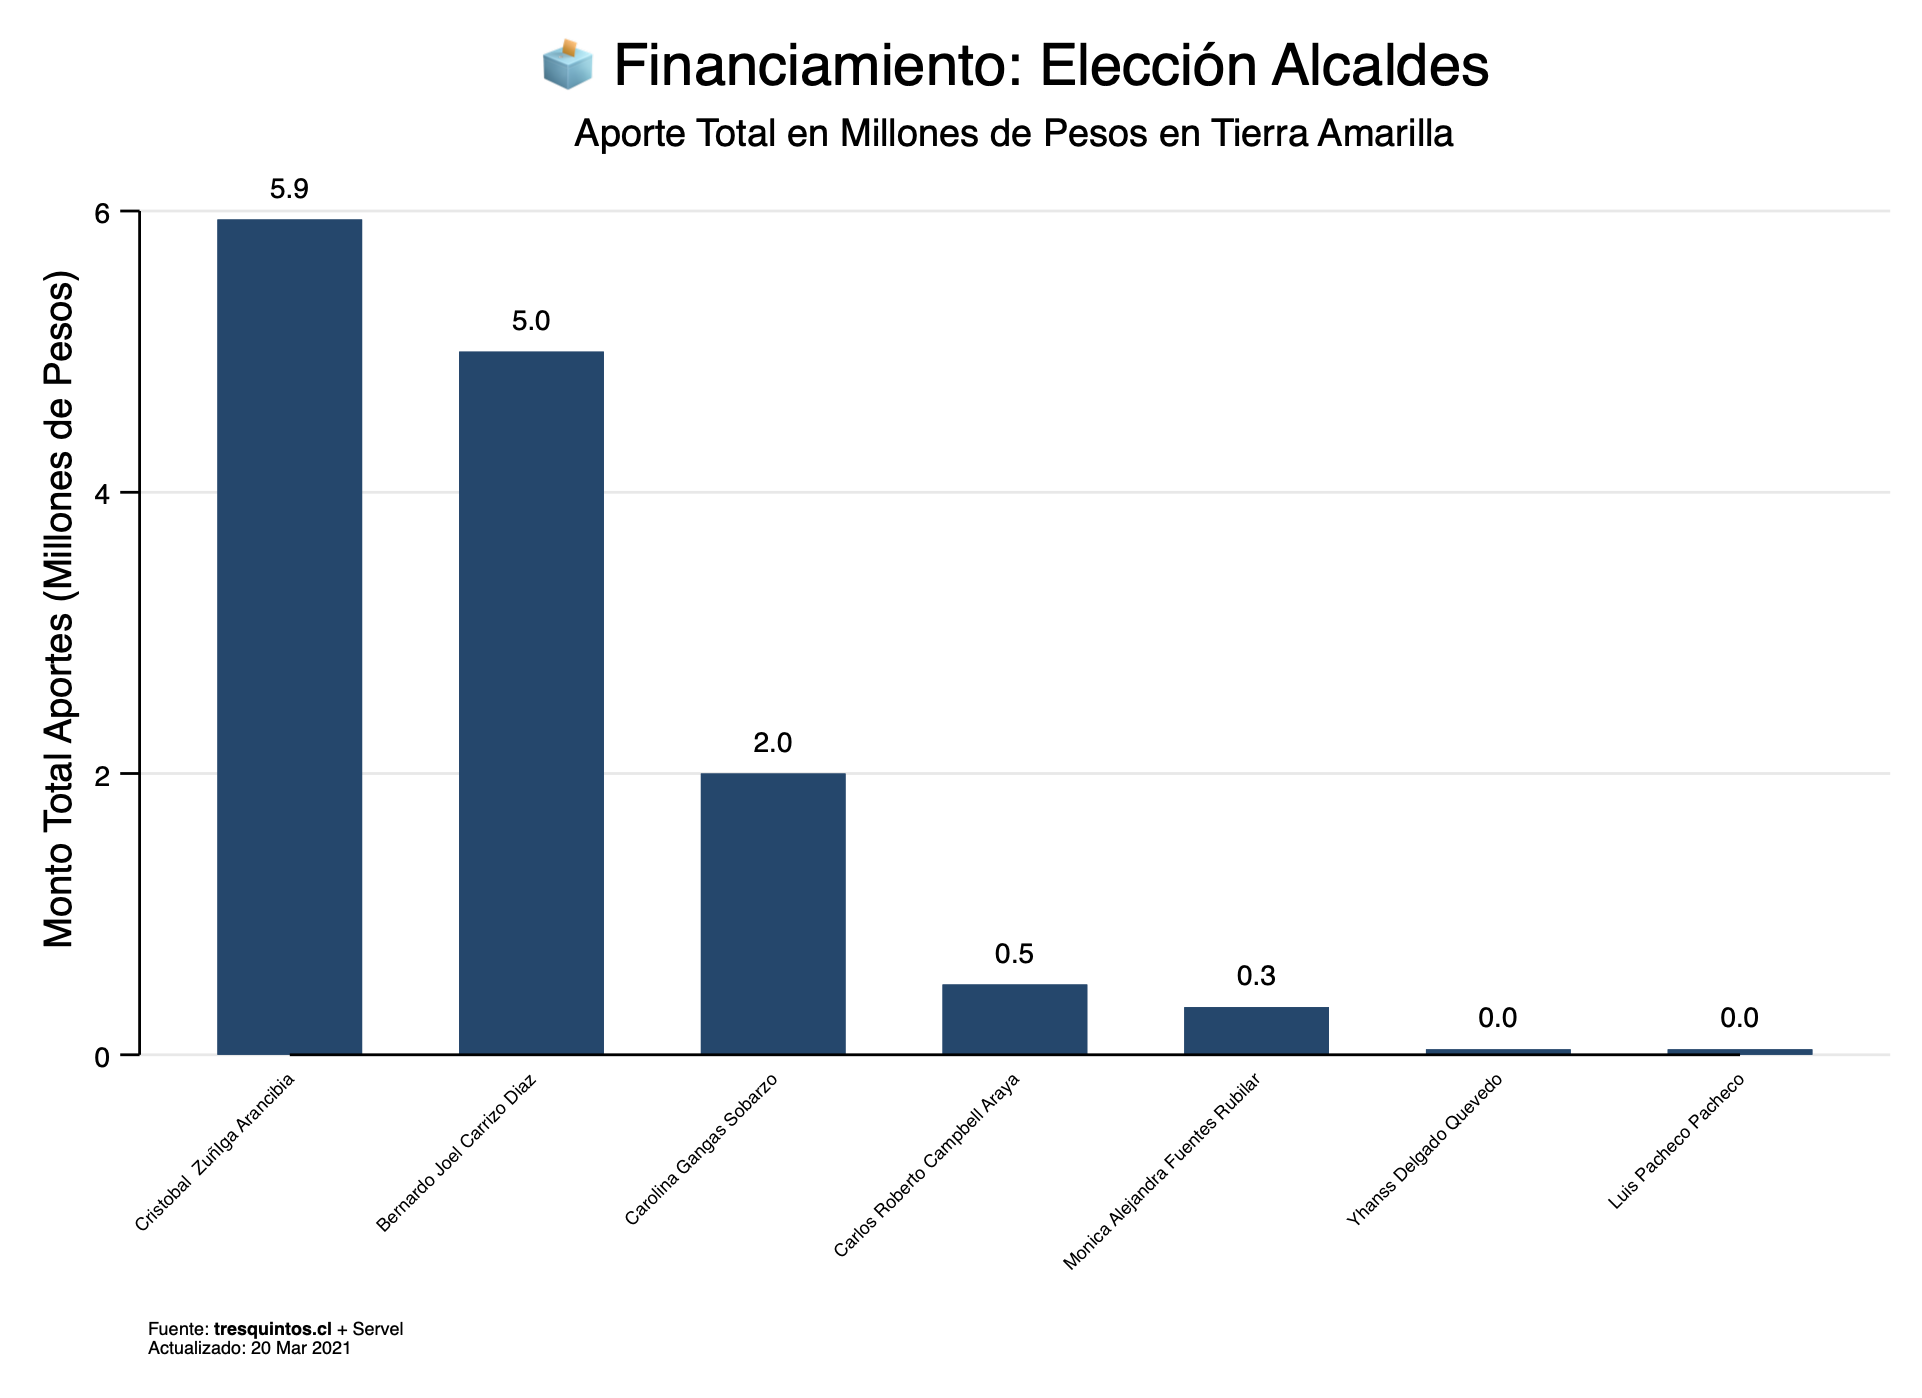 Financiamiento: Elección Alcaldes
Aporte Total en Millones de Pesos en Tierra Amarilla
Monto Total Aportes (Millones de Pesos)
6
4
2
0
5.9
5.0
2.0
0.5
0.3
0.0
0.0
Cristobal  Zuñlga Arancibia
Bernardo Joel Carrizo Diaz
Carolina Gangas Sobarzo
Carlos Roberto Campbell Araya
Monica Alejandra Fuentes Rubilar
Yhanss Delgado Quevedo
Luis Pacheco Pacheco
Fuente: tresquintos.cl + Servel
Actualizado: 20 Mar 2021